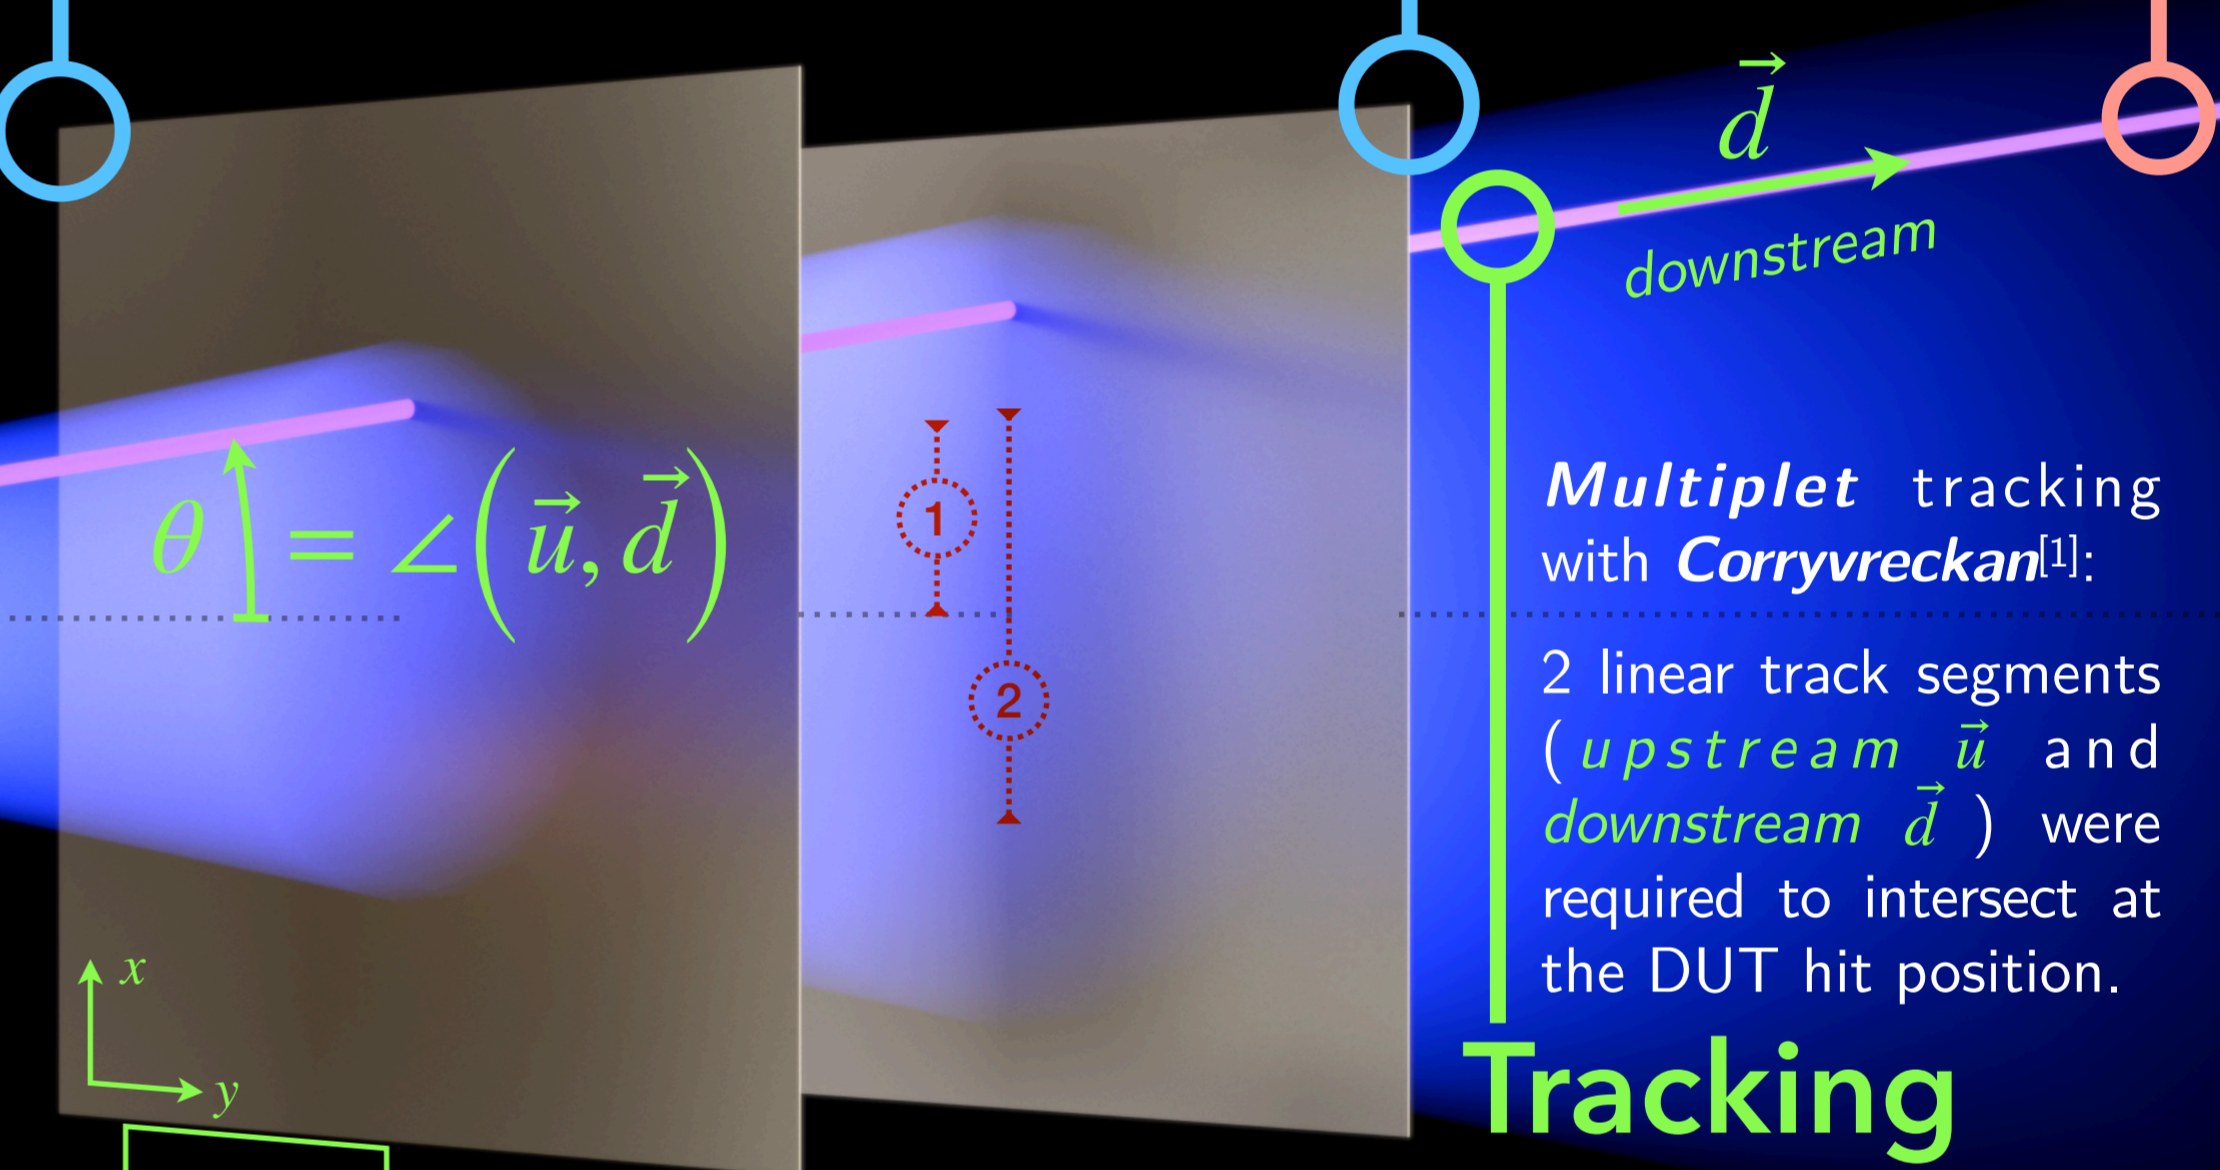 d⃗
downstream
θ = ∠(u⃗, d⃗)
1
2
x
y
Multiplet tracking
with Corryvreckan[1]:
2 linear track segments
(upstream u⃗ and
downstream d⃗ ) were
required to intersect at
the DUT hit position.
Tracking